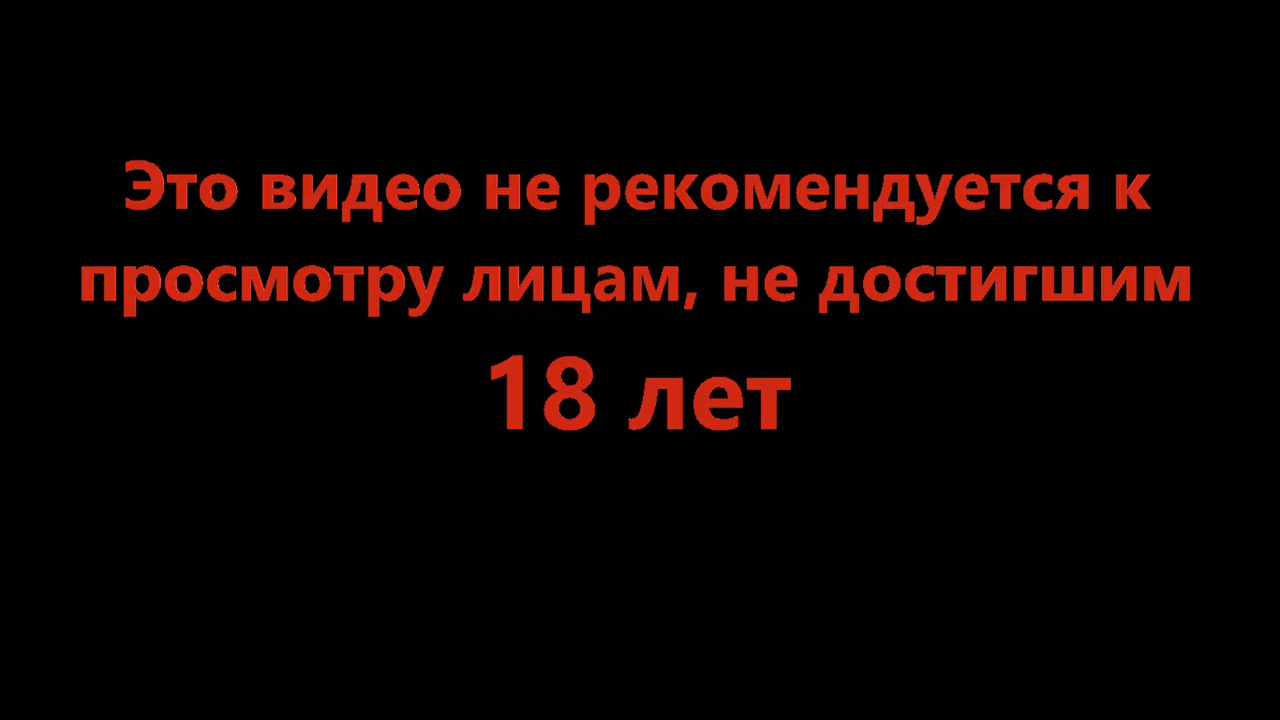 Это видео не рекомендуется к
просмотру лицам, не достигшим
18 лет